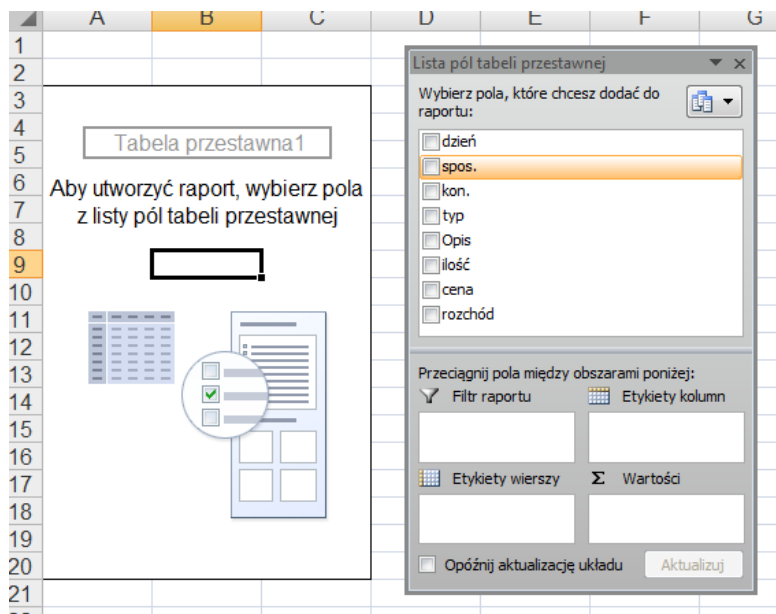 A B C D E F G
1
2
3
4
5
6
7
8
9
10
11
12
13
14
15
16
17
18
19
20
21
Tabela przestawna1
Aby utworzyć raport, wybierz pola
z listy pól tabeli przestawnej
Lista pól tabeli przestawnej
Wybierz pola, które chcesz dodać do
raportu:
dzień
spos.
kon.
typ
Opis
ilość
cena
rozchód
Przeciągnij pola między obszarami poniżej:
Filtr raportu
Etykiety kolumn
Etykiety wierszy
Σ Wartości
Opóźnij aktualizację układu
Aktualizuj